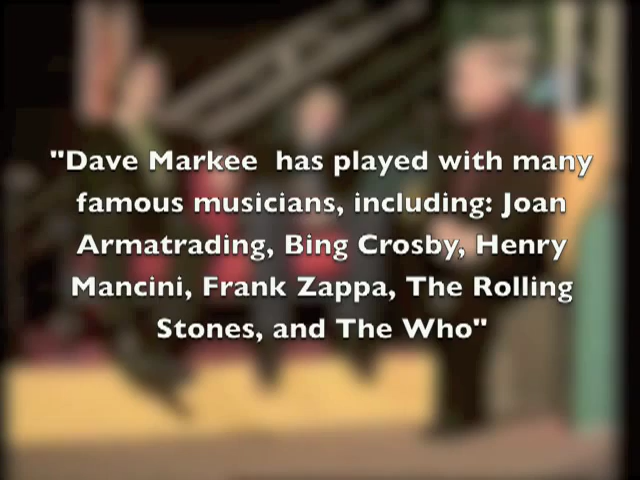 "Dave Markee  has played with many
famous musicians, including: Joan
Armatrading, Bing Crosby, Henry
Mancini, Frank Zappa, The Rolling
Stones, and The Who"